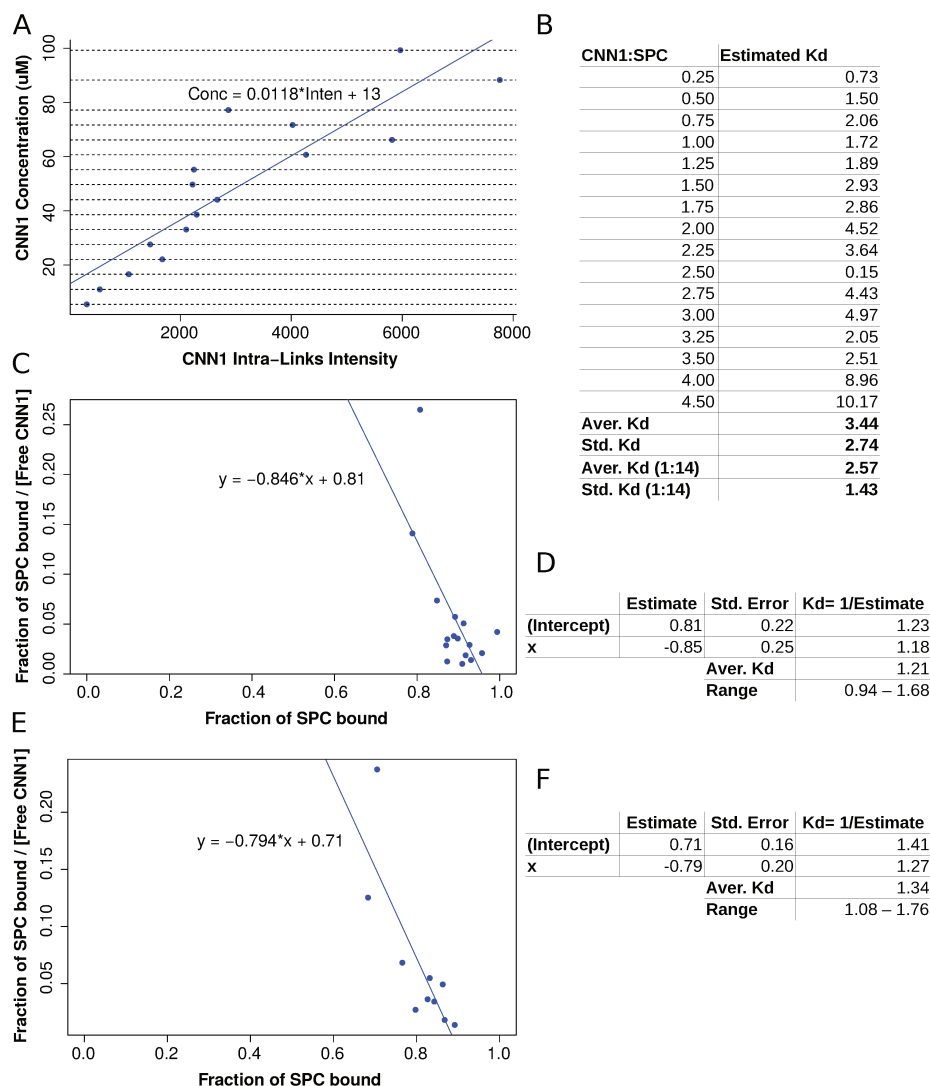 A
100
80
60
40
20
CNN1 Concentration (uM)
Conc = 0.0118*Inten + 13
2000 4000 6000 8000
CNN1 Intra−Links Intensity
B
CNN1:SPC Estimated Kd
0.25 0.73
0.50 1.50
0.75 2.06
1.00 1.72
1.25 1.89
1.50 2.93
1.75 2.86
2.00 4.52
2.25 3.64
2.50 0.15
2.75 4.43
3.00 4.97
3.25 2.05
3.50 2.51
4.00 8.96
4.50 10.17
Aver. Kd 3.44
Std. Kd 2.74
Aver. Kd (1:14) 2.57
Std. Kd (1:14) 1.43
C
0.25
0.20
0.15
0.10
0.05
0.00
Fraction of SPC bound / [Free CNN1]
y = −0.846*x + 0.81
0.0 0.2 0.4 0.6 0.8 1.0
Fraction of SPC bound
D
Estimate Std. Error Kd= 1/Estimate
(Intercept) 0.81 0.22 1.23
x -0.85 0.25 1.18
Aver. Kd 1.21
Range 0.94 – 1.68
E
0.20
0.15
0.10
0.05
Fraction of SPC bound / [Free CNN1]
y = −0.794*x + 0.71
0.0 0.2 0.4 0.6 0.8 1.0
Fraction of SPC bound
F
Estimate Std. Error Kd= 1/Estimate
(Intercept) 0.71 0.16 1.41
x -0.79 0.20 1.27
Aver. Kd 1.34
Range 1.08 – 1.76